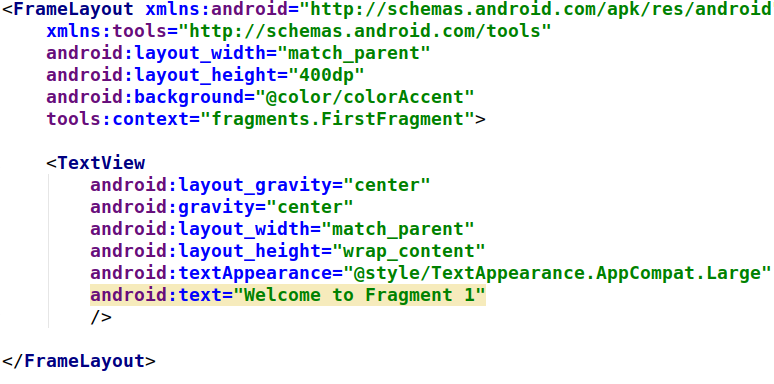 <FrameLayout xmlns:android="http://schemas.android.com/apk/res/android
xmlns:tools="http://schemas.android.com/tools"
android:layout_width="match_parent"
android:layout_height="400dp"
android:background="@color/colorAccent"
tools:context="fragments.FirstFragment">
<TextView
android:layout_gravity="center"
android:gravity="center"
android:layout_width="match_parent"
android:layout_height="wrap_content"
android:textAppearance="@style/TextAppearance.AppCompat.Large"
android:text="Welcome to Fragment 1"
/>
</FrameLayout>